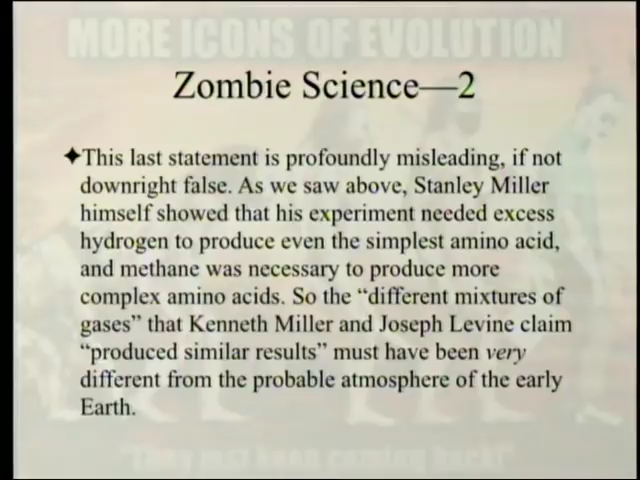 MORE ICONS OF EVOLUTION
Zombie Science—2
✦This last statement is profoundly misleading, if not
downright false. As we saw above, Stanley Miller
himself showed that his experiment needed excess
hydrogen to produce even the simplest amino acid,
and methane was necessary to produce more
complex amino acids. So the “different mixtures of
gases” that Kenneth Miller and Joseph Levine claim
“produced similar results” must have been very
different from the probable atmosphere of the early
Earth.
"They just keep coming back!"